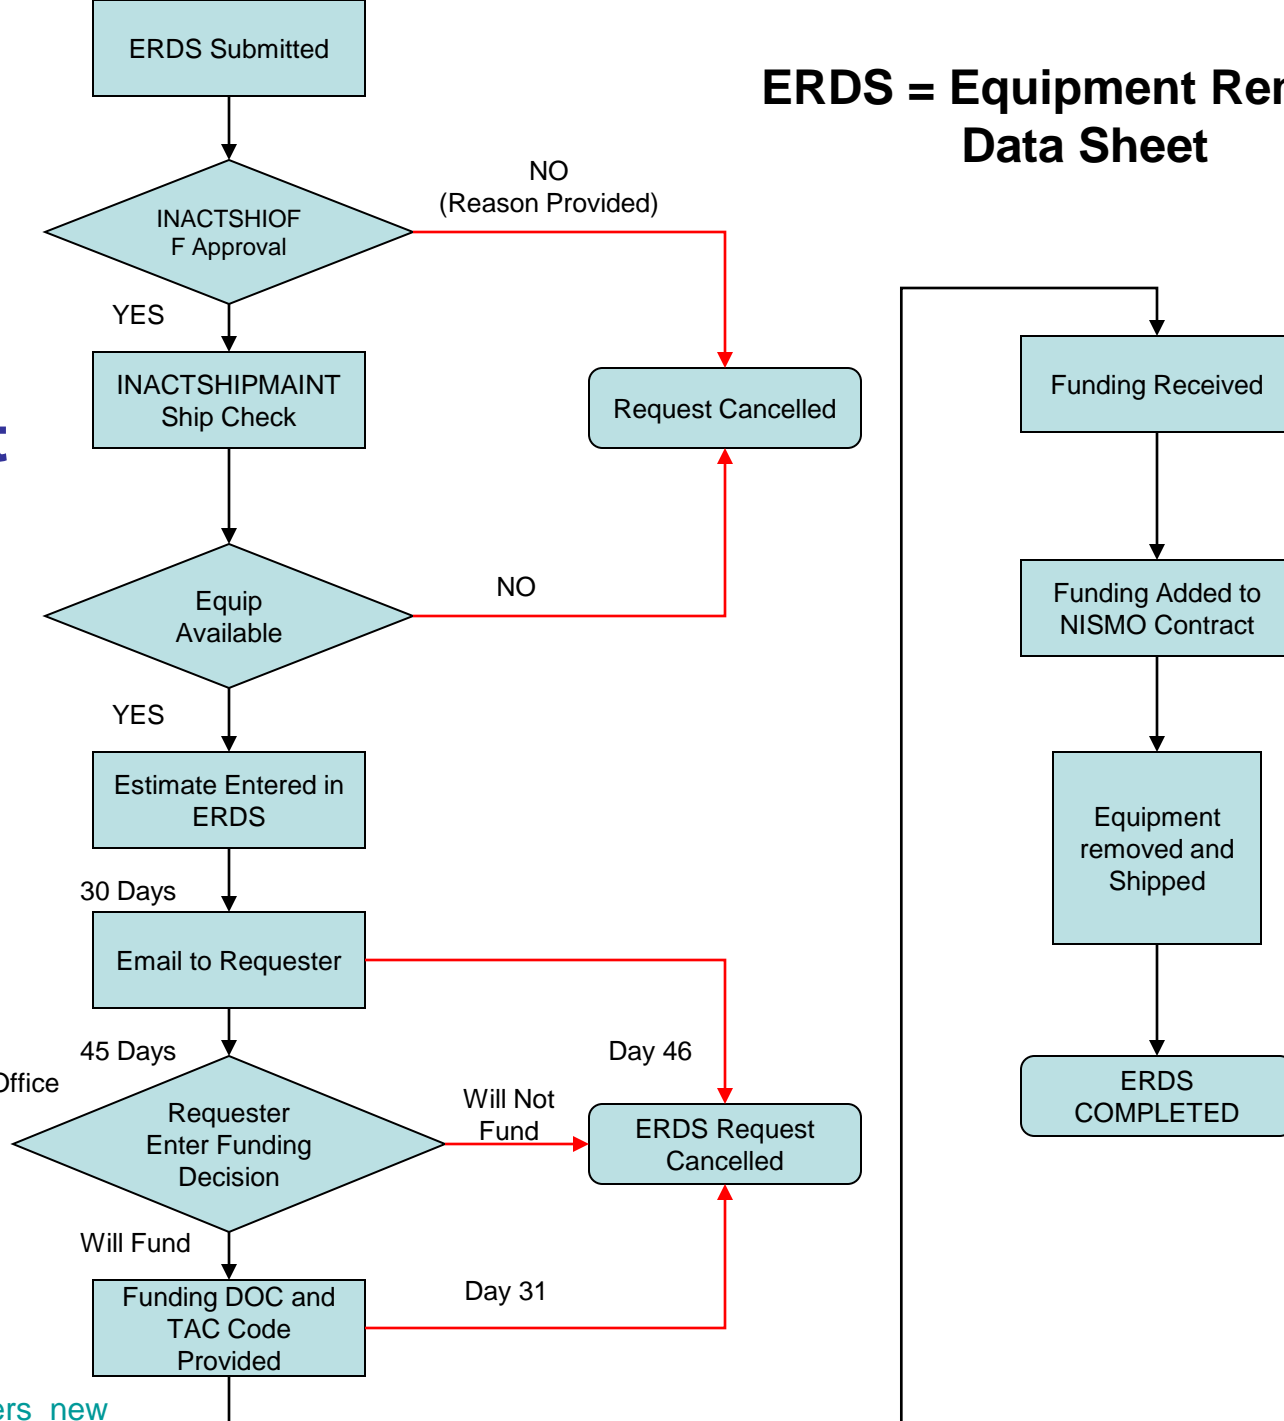 ERDS Submitted
ERDS = Equipment
Data Sheet
NO
(Reason Provided)
INACTSHIOF
F Approval
YES
INACTSHIPMAINT
Ship Check
Request Cancelled
Funding Received
Equip
Available
NO
Funding Added to
NISMO Contract
YES
Estimate Entered in
ERDS
Equipment
removed and
Shipped
30 Days
Email to Requester
45 Days
Day 46
Office
Requester
Enter Funding
Decision
Will Not
Fund
ERDS Request
Cancelled
ERDS
COMPLETED
Will Fund
Funding DOC and
TAC Code
Provided
Day 31
new